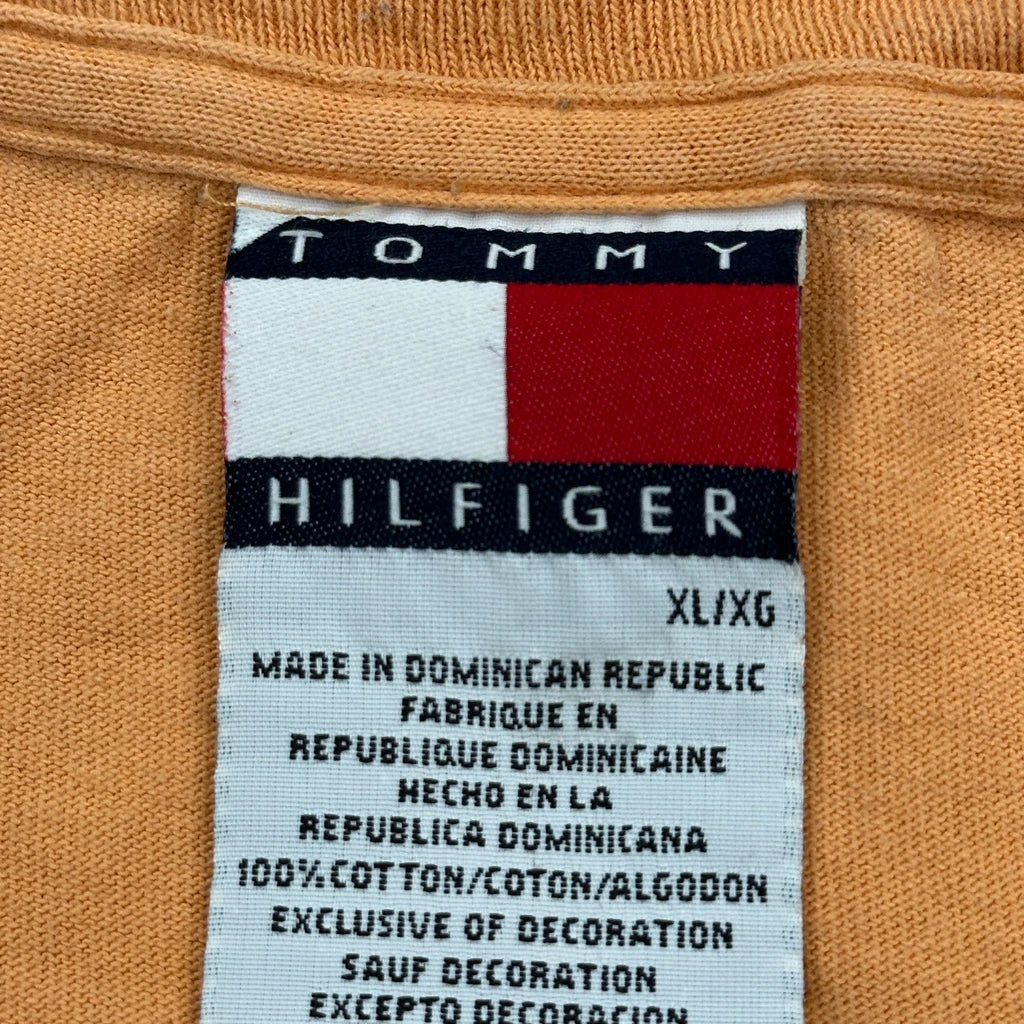 TOMMY
HILFIGER
XL/XG
MADE IN DOMINICAN REPUBLIC
FABRIQUE EN
REPUBLIQUE DOMINICAINE
HECHO EN LA
REPUBLICA DOMINICANA
100%COTTON/COTON/ALGODON
EXCLUSIVE OF DECORATION
SAUF DECORATION
EXCEPTO DECORACION